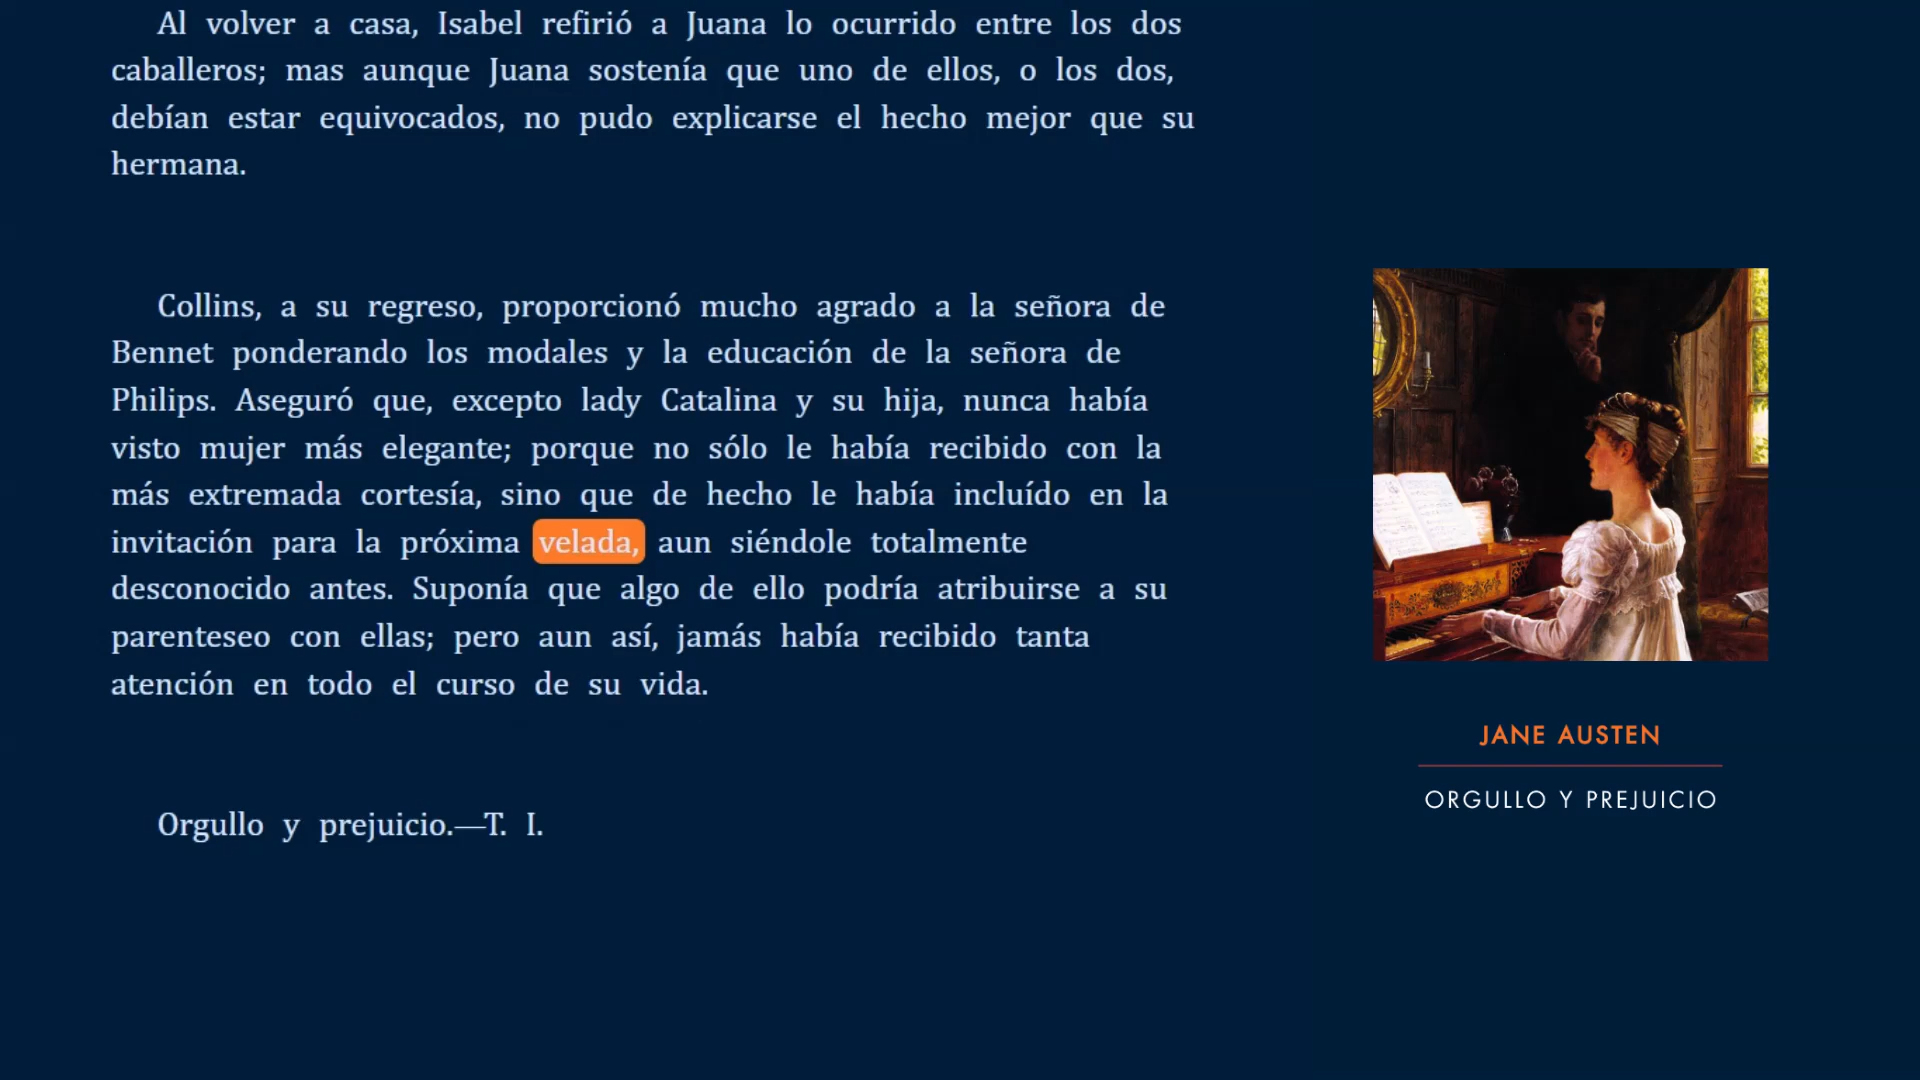 Al volver a casa, Isabel refirió a Juana lo ocurrido entre los dos
caballeros; mas aunque Juana sostenía que uno de ellos, o los dos,
debían estar equivocados, no pudo explicarse el hecho mejor que su
hermana.
Collins, a su regreso, proporcionó mucho agrado a la señora de
Bennet ponderando los modales y la educación de la señora de
Philips. Aseguró que, excepto lady Catalina y su hija, nunca había
visto mujer más elegante; porque no sólo le había recibido con la
más extremada cortesía, sino que de hecho le había incluído en la
invitación para la próxima velada, aun siéndole totalmente
desconocido antes. Suponía que algo de ello podría atribuirse a su
parenteseo con ellas; pero aun así, jamás había recibido tanta
atención en todo el curso de su vida.
Orgullo y prejuicio.—T. I.
JANE AUSTEN
ORGULLO Y PREJUICIO